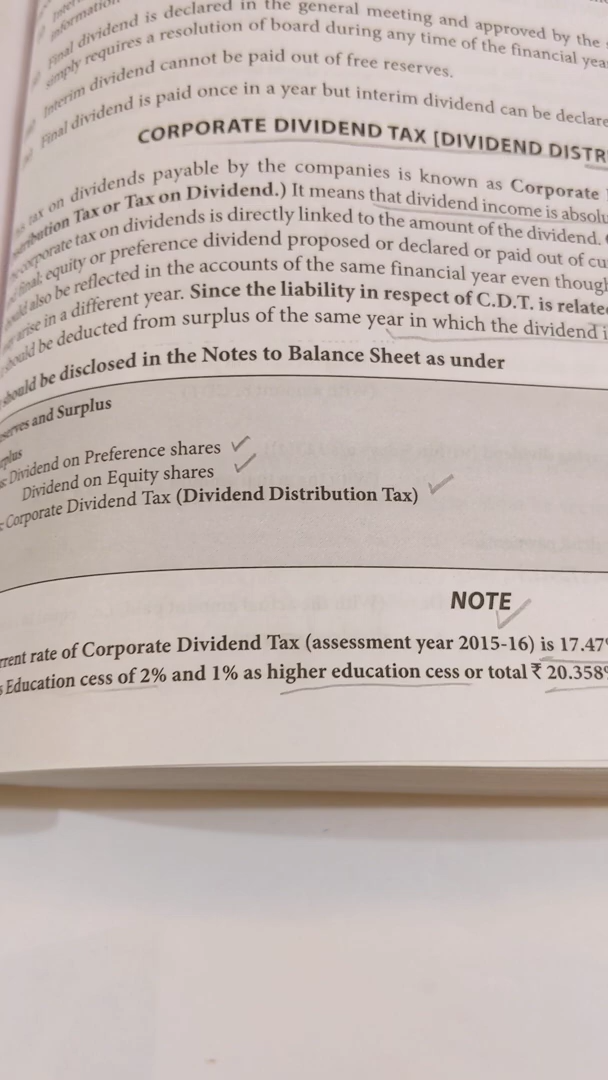 information
Final dividend is declared in the general meeting and approved by the
simply requires a resolution of board during any time of the financial yea
Interim dividend cannot be paid out of free reserves.
Final dividend is paid once in a year but interim dividend can be declare
CORPORATE DIVIDEND TAX [DIVIDEND DISTR
tax on dividends payable by the companies is known as Corporate
ribution Tax or Tax on Dividend.) It means that dividend income is absolu
corporate tax on dividends is directly linked to the amount of the dividend.
final, equity or preference dividend proposed or declared or paid out of cu
also be reflected in the accounts of the same financial year even though
arise in a different year. Since the liability in respect of C.D.T. is relate
should be deducted from surplus of the same year in which the dividend i
should be disclosed in the Notes to Balance Sheet as under
serves and Surplus
plus
Dividend on Preference shares
Dividend on Equity shares
Corporate Dividend Tax (Dividend Distribution Tax)
NOTE
rrent rate of Corporate Dividend Tax (assessment year 2015-16) is 17.47
Education cess of 2% and 1% as higher education cess or total ₹ 20.358